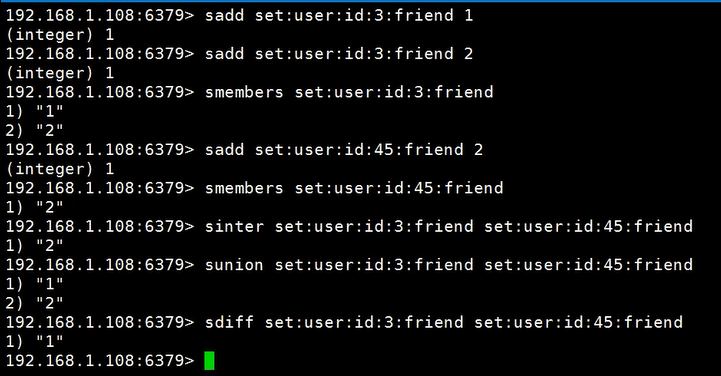 192.168.1.108:6379> sadd set:user:id:3:friend 1
(integer) 1
192.168.1.108:6379> sadd set:user:id:3:friend 2
(integer) 1
192.168.1.108:6379> smembers set:user:id:3:friend
1) "1"
2) "2"
192.168.1.108:6379> sadd set:user:id:45:friend 2
(integer) 1
192.168.1.108:6379> smembers set:user:id:45:friend
1) "2"
192.168.1.108:6379> sinter set:user:id:3:friend set:user:id:45:friend
1) "2"
192.168.1.108:6379> sunion set:user:id:3:friend set:user:id:45:friend
1) "1"
2) "2"
192.168.1.108:6379> sdiff set:user:id:3:friend set:user:id:45:friend
1) "1"
192.168.1.108:6379>